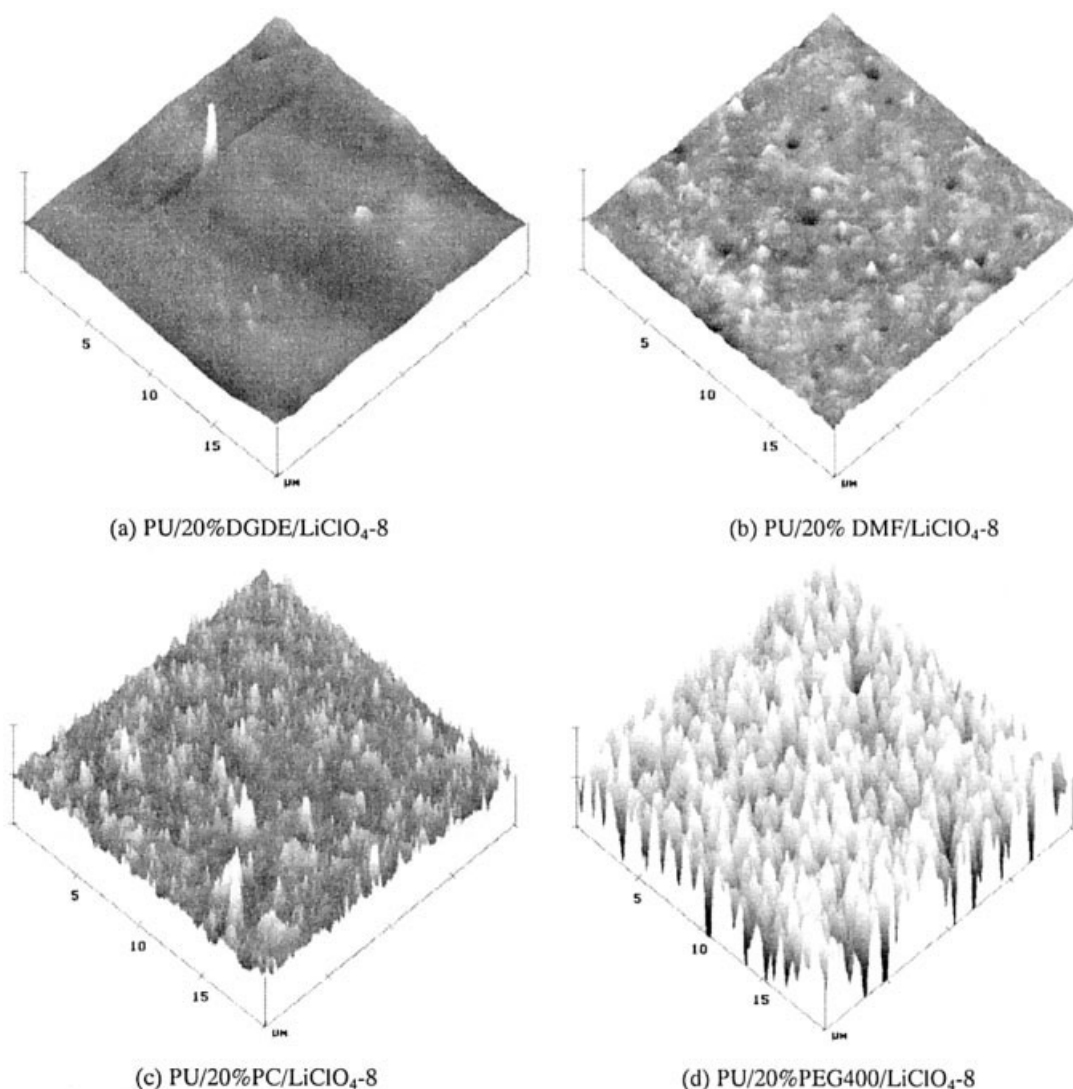 5
10
15
μM
(a) PU/20%DGDE/LiClO₄-8
5
10
15
μM
(b) PU/20% DMF/LiClO₄-8
5
10
15
μM
(c) PU/20%PC/LiClO₄-8
5
10
15
μM
(d) PU/20%PEG400/LiClO₄-8